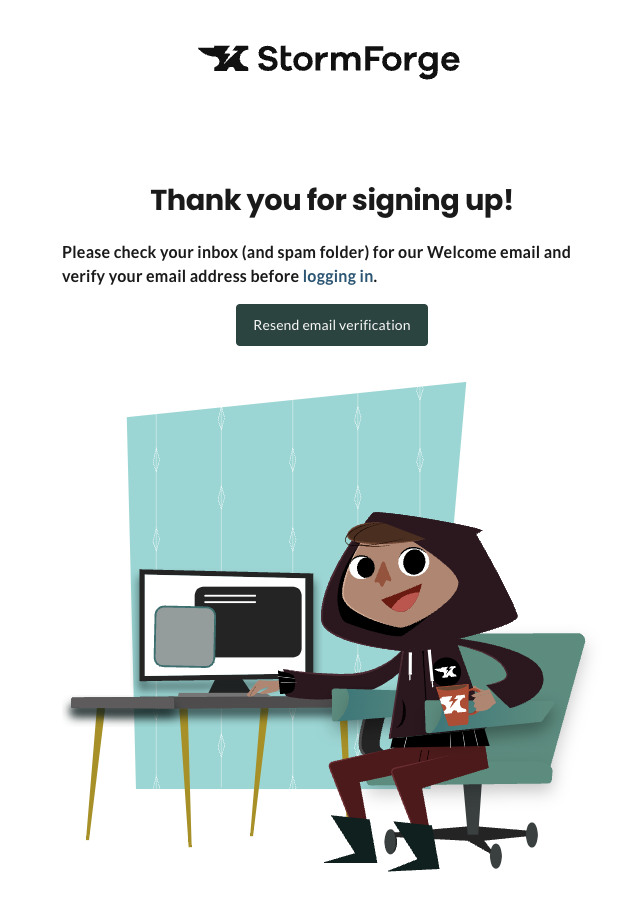 StormForge
Thank you for signing up!
Please check your inbox (and spam folder) for our Welcome email and
verify your email address before logging in.
Resend email verification